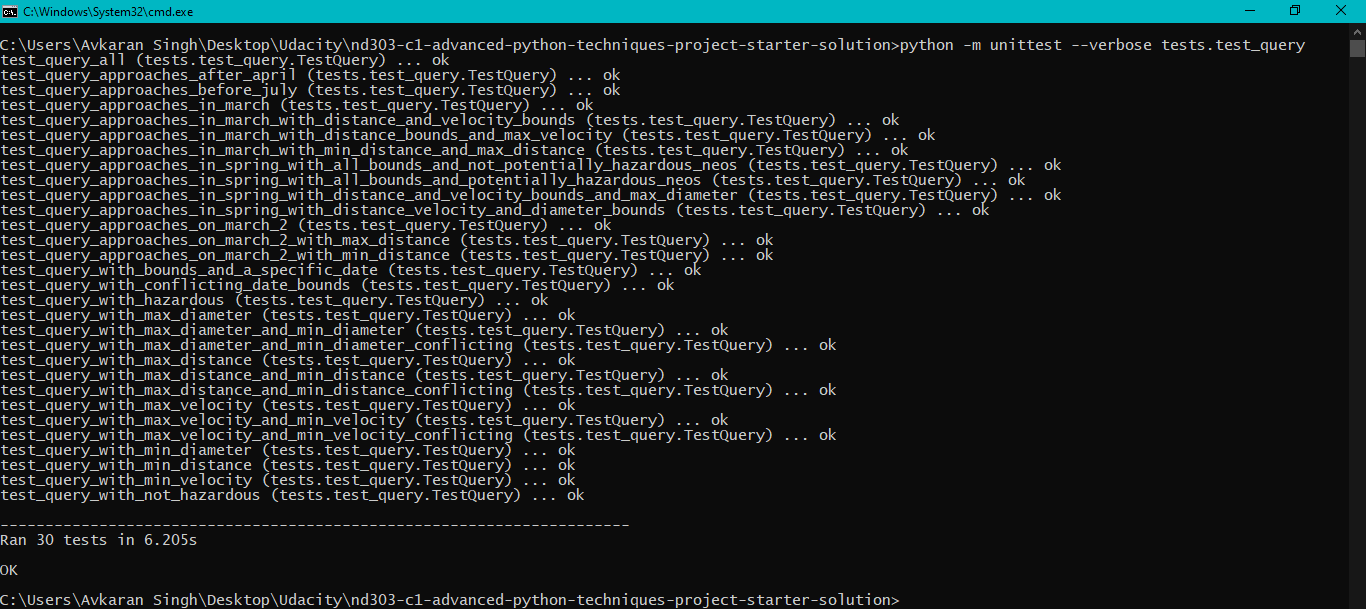 C:\Windows\System32\cmd.exe
C:\Users\Avkaran Singh\Desktop\Udacity\nd303-c1-advanced-python-techniques-project-starter-solution>python -m unittest --verbose tests.test_query
test_query_all (tests.test_query.TestQuery) ... ok
test_query_approaches_after_april (tests.test_query.TestQuery) ... ok
test_query_approaches_before_july (tests.test_query.TestQuery) ... ok
test_query_approaches_in_march (tests.test_query.TestQuery) ... ok
test_query_approaches_in_march_with_distance_and_velocity_bounds (tests.test_query.TestQuery) ... ok
test_query_approaches_in_march_with_distance_bounds_and_max_velocity (tests.test_query.TestQuery) ... ok
test_query_approaches_in_march_with_min_distance_and_max_distance (tests.test_query.TestQuery) ... ok
test_query_approaches_in_spring_with_all_bounds_and_not_potentially_hazardous_neos (tests.test_query.TestQuery) ... ok
test_query_approaches_in_spring_with_all_bounds_and_potentially_hazardous_neos (tests.test_query.TestQuery) ... ok
test_query_approaches_in_spring_with_distance_and_velocity_bounds_and_max_diameter (tests.test_query.TestQuery) ... ok
test_query_approaches_in_spring_with_distance_velocity_and_diameter_bounds (tests.test_query.TestQuery) ... ok
test_query_approaches_on_march_2 (tests.test_query.TestQuery) ... ok
test_query_approaches_on_march_2_with_max_distance (tests.test_query.TestQuery) ... ok
test_query_approaches_on_march_2_with_min_distance (tests.test_query.TestQuery) ... ok
test_query_with_bounds_and_a_specific_date (tests.test_query.TestQuery) ... ok
test_query_with_conflicting_date_bounds (tests.test_query.TestQuery) ... ok
test_query_with_hazardous (tests.test_query.TestQuery) ... ok
test_query_with_max_diameter (tests.test_query.TestQuery) ... ok
test_query_with_max_diameter_and_min_diameter (tests.test_query.TestQuery) ... ok
test_query_with_max_diameter_and_min_diameter_conflicting (tests.test_query.TestQuery) ... ok
test_query_with_max_distance (tests.test_query.TestQuery) ... ok
test_query_with_max_distance_and_min_distance (tests.test_query.TestQuery) ... ok
test_query_with_max_distance_and_min_distance_conflicting (tests.test_query.TestQuery) ... ok
test_query_with_max_velocity (tests.test_query.TestQuery) ... ok
test_query_with_max_velocity_and_min_velocity (tests.test_query.TestQuery) ... ok
test_query_with_max_velocity_and_min_velocity_conflicting (tests.test_query.TestQuery) ... ok
test_query_with_min_diameter (tests.test_query.TestQuery) ... ok
test_query_with_min_distance (tests.test_query.TestQuery) ... ok
test_query_with_min_velocity (tests.test_query.TestQuery) ... ok
test_query_with_not_hazardous (tests.test_query.TestQuery) ... ok
----------------------------------------------------------------------
Ran 30 tests in 6.205s
OK
C:\Users\Avkaran Singh\Desktop\Udacity\nd303-c1-advanced-python-techniques-project-starter-solution>